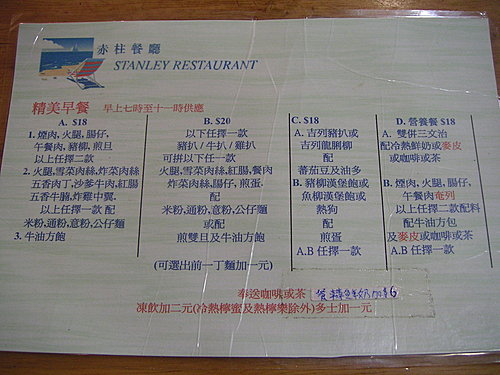 赤柱餐廳
STANLEY RESTAURANT
精美早餐 早上七時至十一時供應
A. $18
1. 煙肉,火腿,腸仔,
午餐肉,豬柳,煎旦
以上任擇二款
2. 火腿,雪菜肉絲,炸菜肉絲
五香肉丁,沙爹牛肉,紅腸
五香牛腩,炸雞中翼.
以上任擇一款 配
米粉,通粉,意粉,公仔麵
3. 牛油方飽
B. $20
以下任擇一款
豬扒 / 牛扒 / 雞扒
可拼以下任一款
火腿,雪菜肉絲,紅腸,餐肉
炸菜肉絲,腸仔,煎蛋.
配
米粉,通粉,意粉,公仔麵
或配
煎雙旦及牛油方飽
(可選出前一丁麵加一元)
C. $18
A. 吉列豬扒或
吉列龍脷柳
配
蕃茄豆及油多
B. 豬柳漢堡飽或
魚柳漢堡飽或
熱狗
配
煎蛋
A.B 任擇一款
D. 營養餐 $18
A. 雙併三文治
配冷熱鮮奶或麥皮
或咖啡或茶
B. 煙肉,火腿,腸仔,
午餐肉奄列
以上任擇二款配料
配牛油方包
及麥皮或咖啡或茶
A.B 任擇一款
奉送咖啡或茶
凍飲加二元(冷熱檸蜜及熱檸樂除外)多士加一元